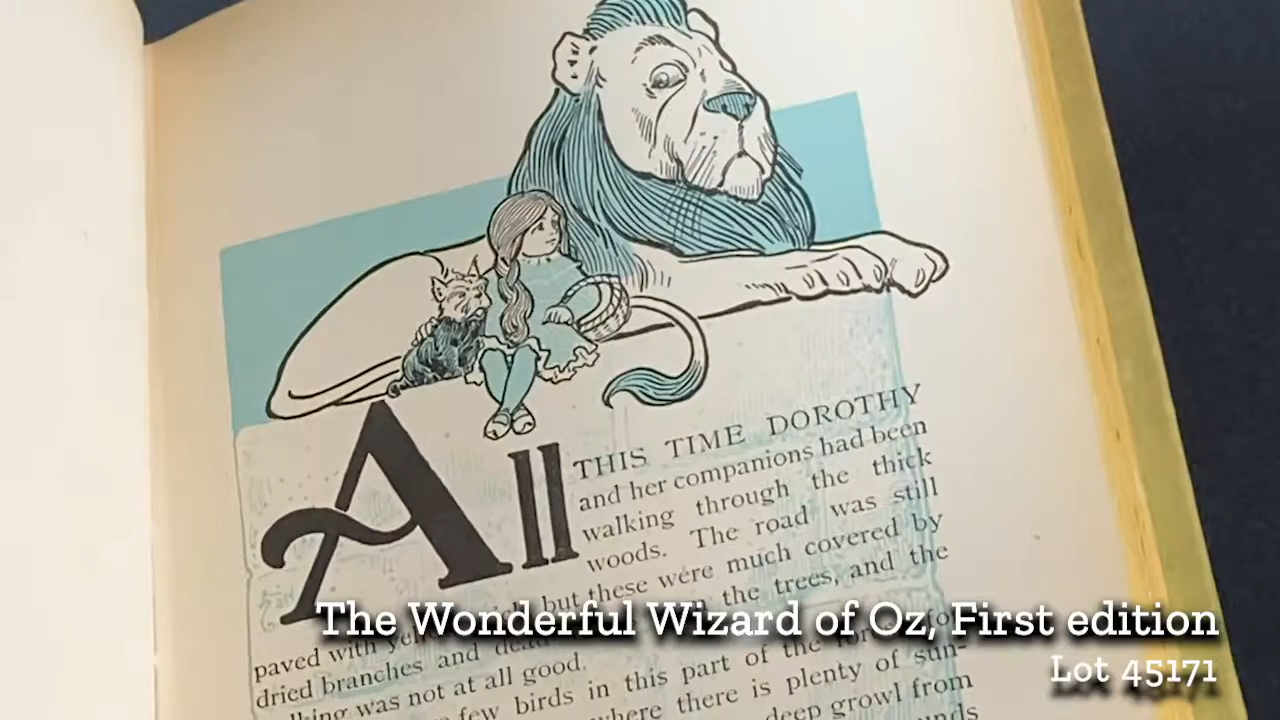 All THIS TIME DOROTHY
and her companions had been
walking through the thick
woods. The road was still
but these were much covered by
paved with the trees, and the
dried branches and
was not at all good.
few birds in this part of the
where there is plenty of sun-
deep growl from
The Wonderful Wizard of Oz, First edition
Lot 45171